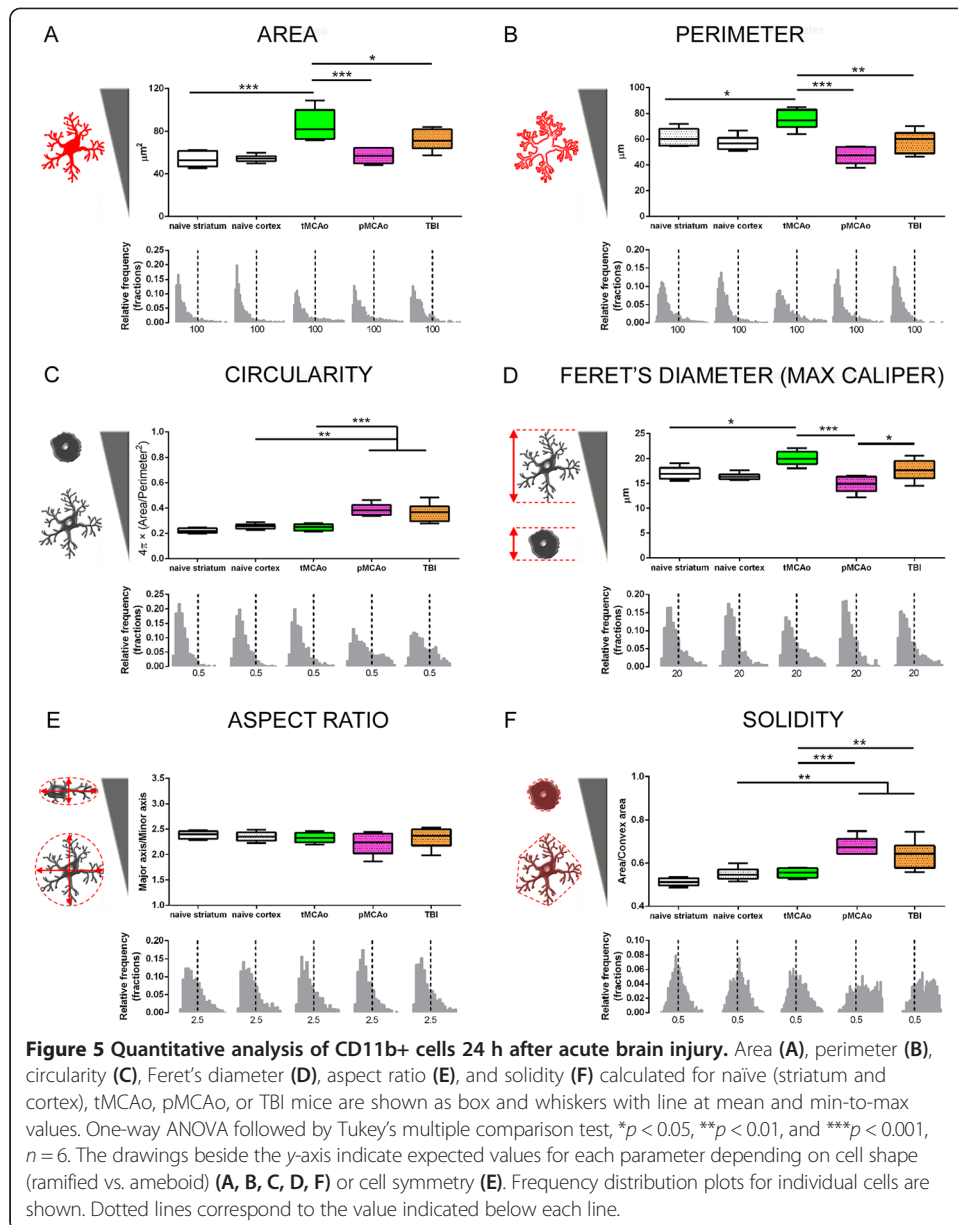 A
AREA
***
***
*
120
80
40
0
μm²
naive striatum naive cortex tMCAo pMCAo TBI
Relative frequency
(fractions)
0.25
0.20
0.15
0.10
0.05
0.00
100 100 100 100 100
B
PERIMETER
**
***
*
100
80
60
40
20
0
μm
naive striatum naive cortex tMCAo pMCAo TBI
Relative frequency
(fractions)
0.25
0.20
0.15
0.10
0.05
0.00
100 100 100 100 100
C
CIRCULARITY
***
**
1.0
0.8
0.6
0.4
0.2
0.0
4π × (Area/Perimeter²)
naive striatum naive cortex tMCAo pMCAo TBI
Relative frequency
(fractions)
0.25
0.20
0.15
0.10
0.05
0.00
0.5 0.5 0.5 0.5 0.5
D
FERET'S DIAMETER (MAX CALIPER)
* *** *
25
20
15
10
5
0
μm
naive striatum naive cortex tMCAo pMCAo TBI
Relative frequency
(fractions)
0.20
0.15
0.10
0.05
0.00
20 20 20 20 20
E
ASPECT RATIO
3.5
3.0
2.5
2.0
1.5
1.0
Major axis/Minor axis
naive striatum naive cortex tMCAo pMCAo TBI
Relative frequency
(fractions)
0.20
0.15
0.10
0.05
0.00
2.5 2.5 2.5 2.5 2.5
F
SOLIDITY
**
***
**
1.0
0.8
0.6
0.4
Area/Convex area
naive striatum naive cortex tMCAo pMCAo TBI
Relative frequency
(fractions)
0.10
0.08
0.06
0.04
0.02
0.00
0.5 0.5 0.5 0.5 0.5
Figure 5 Quantitative analysis of CD11b+ cells 24 h after acute brain injury. Area (A), perimeter (B),
circularity (C), Feret's diameter (D), aspect ratio (E), and solidity (F) calculated for naïve (striatum and
cortex), tMCAo, pMCAo, or TBI mice are shown as box and whiskers with line at mean and min-to-max
values. One-way ANOVA followed by Tukey's multiple comparison test, *p < 0.05, **p < 0.01, and ***p < 0.001,
n = 6. The drawings beside the y-axis indicate expected values for each parameter depending on cell shape
(ramified vs. ameboid) (A, B, C, D, F) or cell symmetry (E). Frequency distribution plots for individual cells are
shown. Dotted lines correspond to the value indicated below each line.